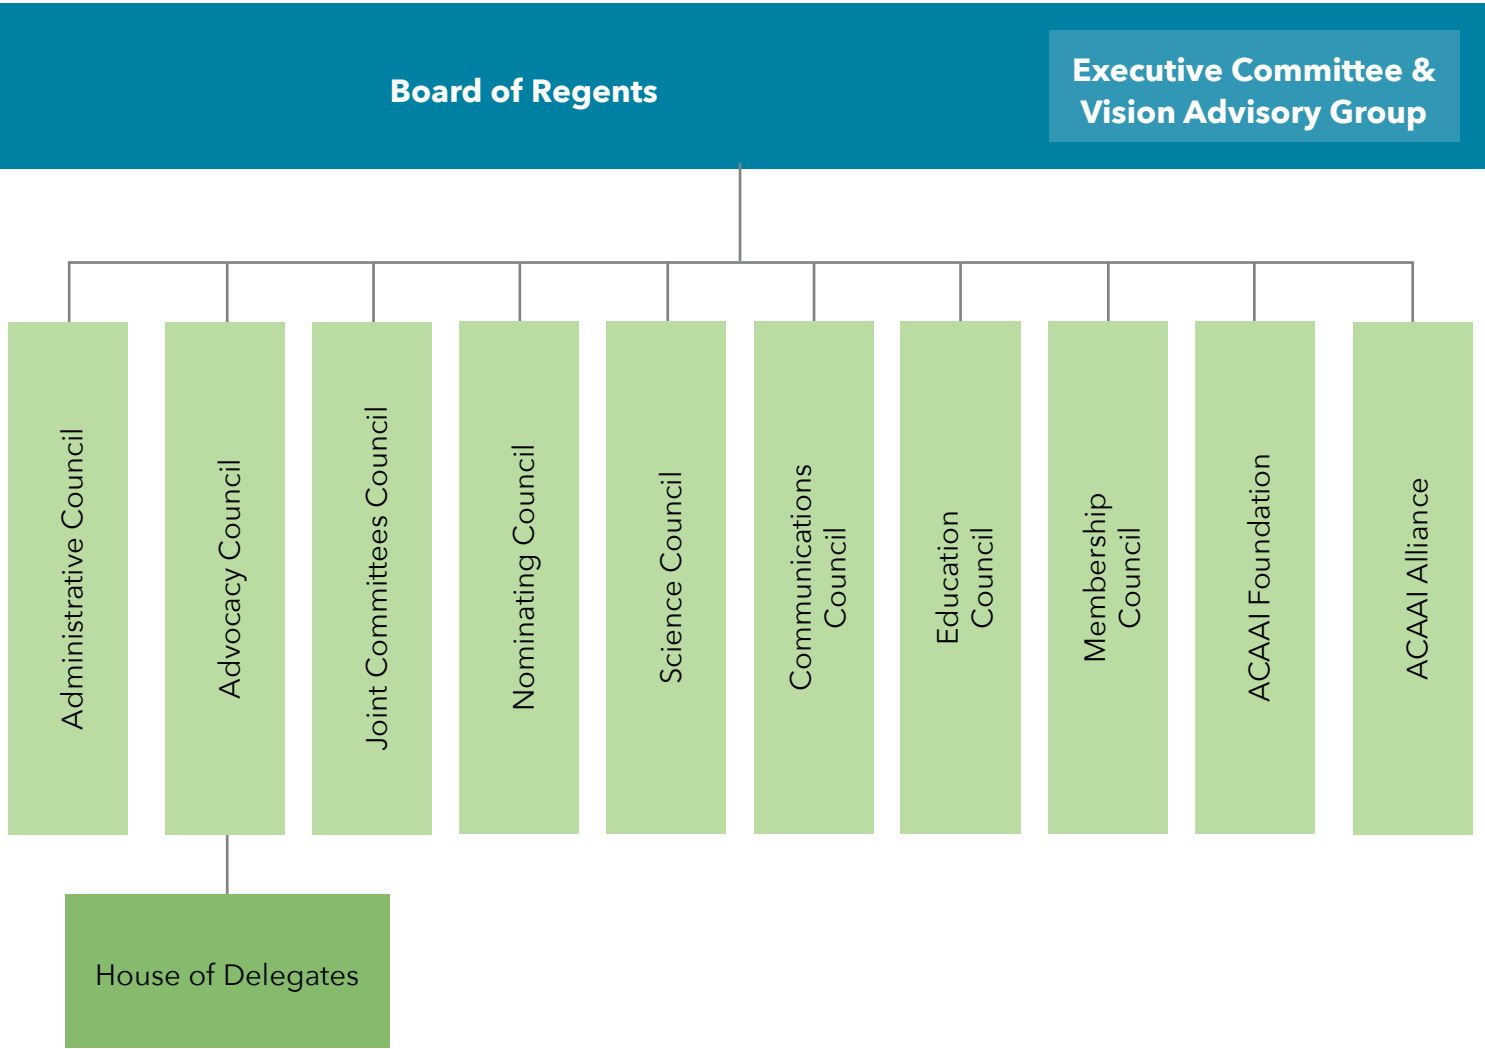 Board of Regents
Executive Committee &
Vision Advisory Group
Administrative Council
Advocacy Council
Joint Committees Council
Nominating Council
Science Council
Communications
Council
Education
Council
Membership
Council
ACAAI Foundation
ACAAI Alliance
House of Delegates